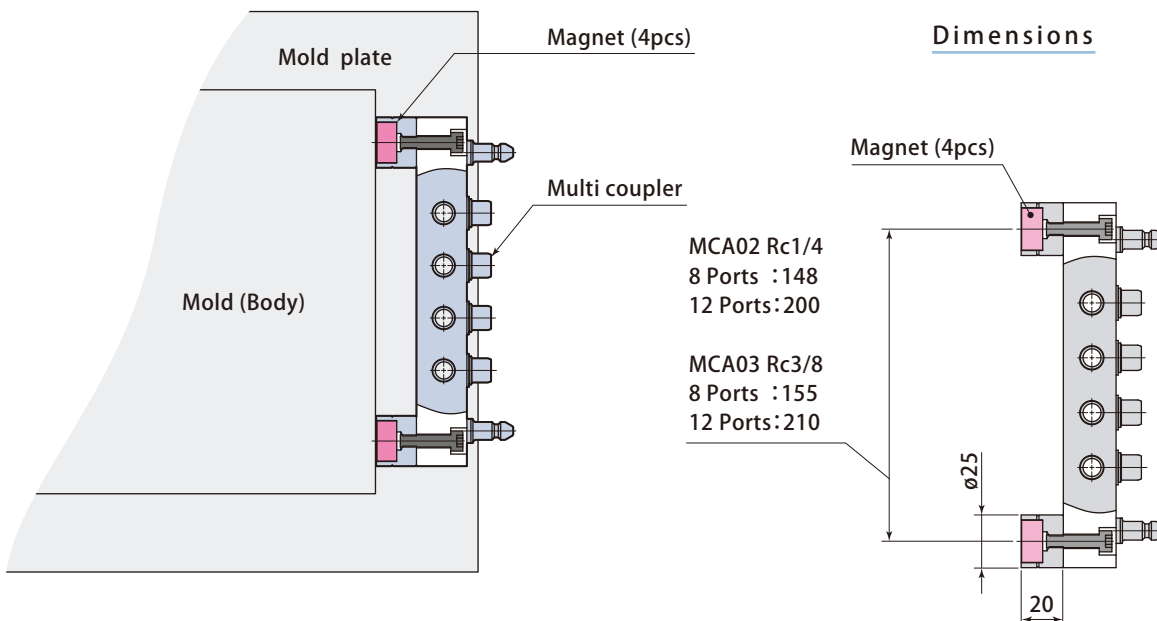 Mold plate
Magnet (4pcs)
Multi coupler
Mold (Body)
Dimensions
Magnet (4pcs)
MCA02 Rc1/4
8 Ports :148
12 Ports:200
MCA03 Rc3/8
8 Ports :155
12 Ports:210
ø25
20